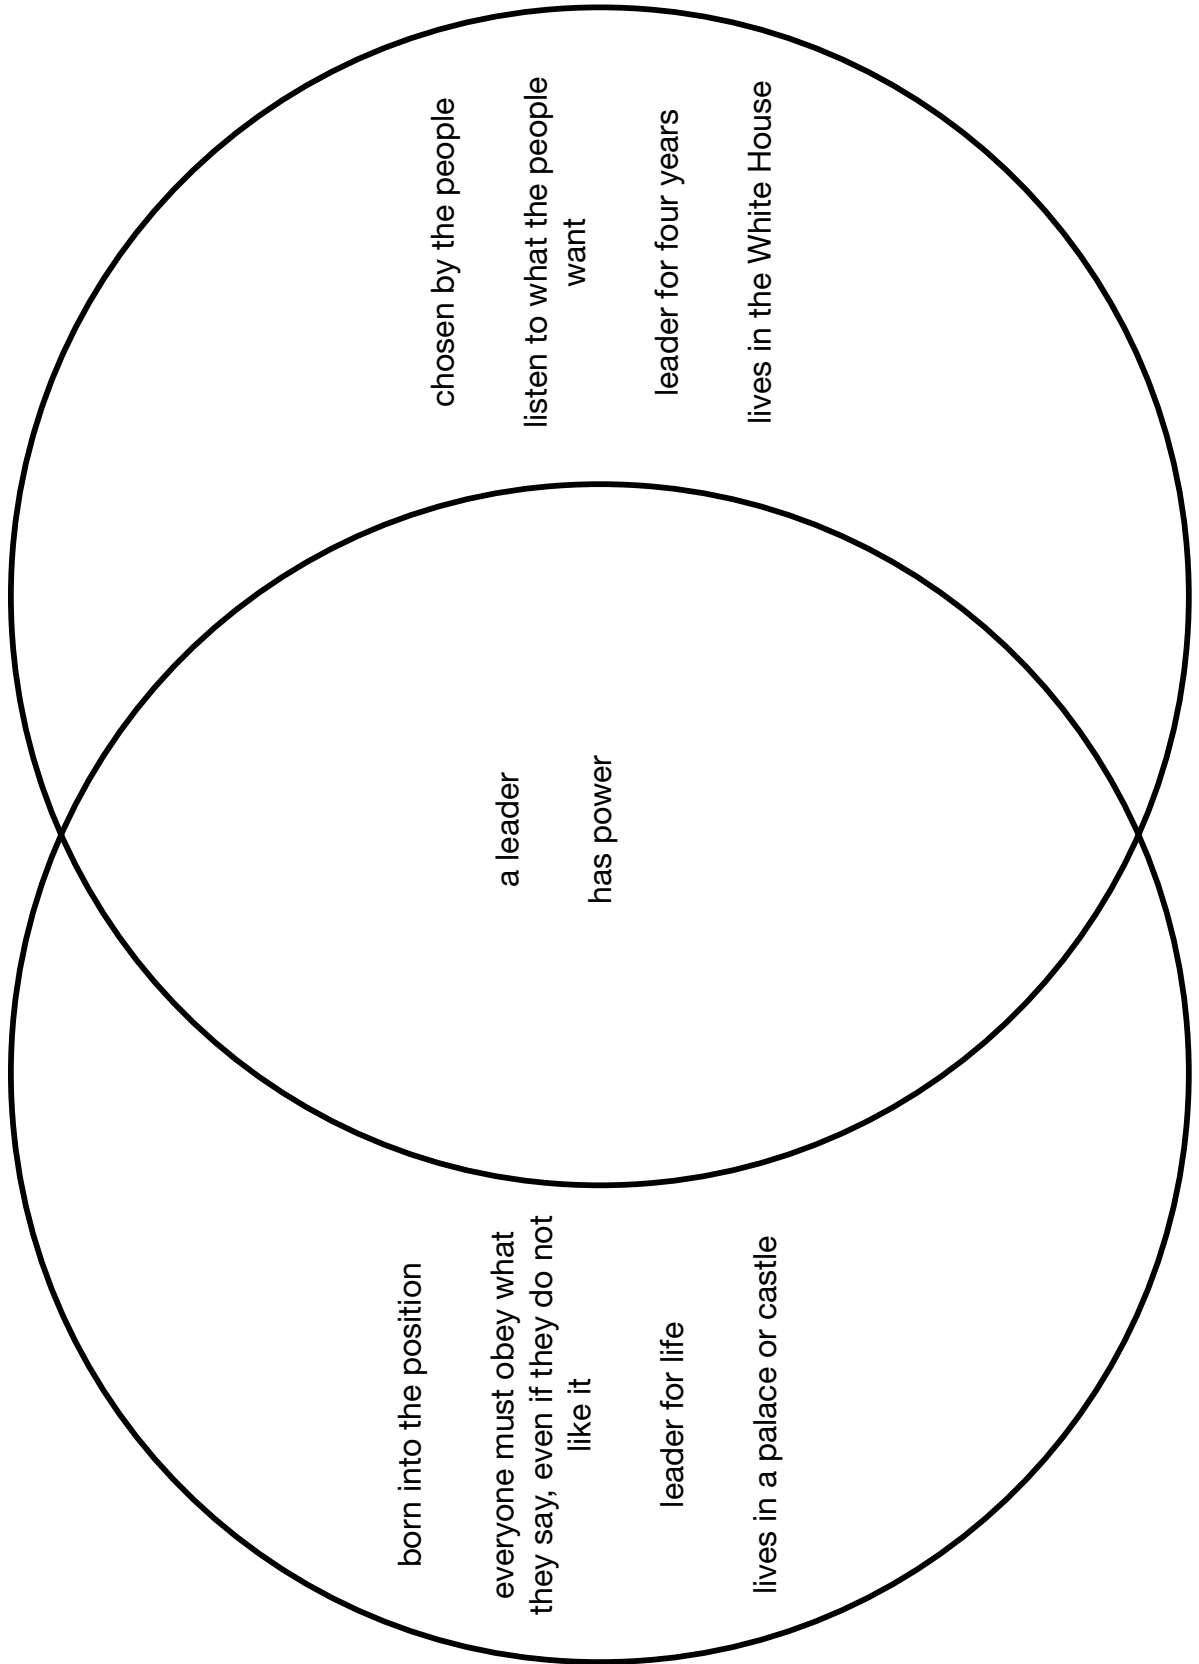 born into the position
everyone must obey what
they say, even if they do not
like it
leader for life
lives in a palace or castle
a leader
has power
chosen by the people
listen to what the people
want
leader for four years
lives in the White House